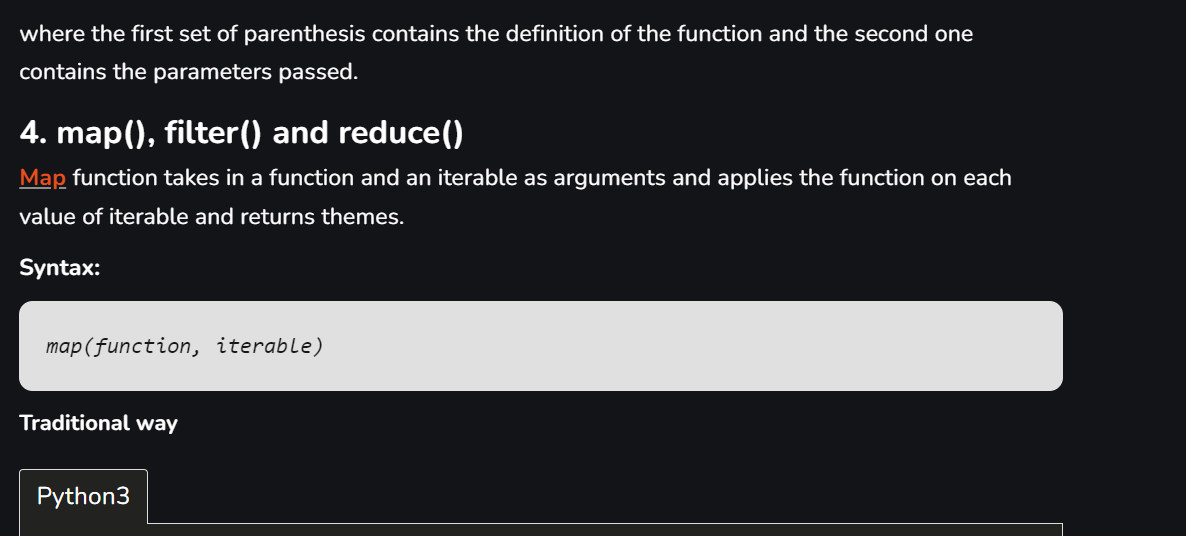 where the first set of parenthesis contains the definition of the function and the second one
contains the parameters passed.
4. map(), filter() and reduce()
Map function takes in a function and an iterable as arguments and applies the function on each
value of iterable and returns themes.
Syntax:
map(function, iterable)
Traditional way
Python3